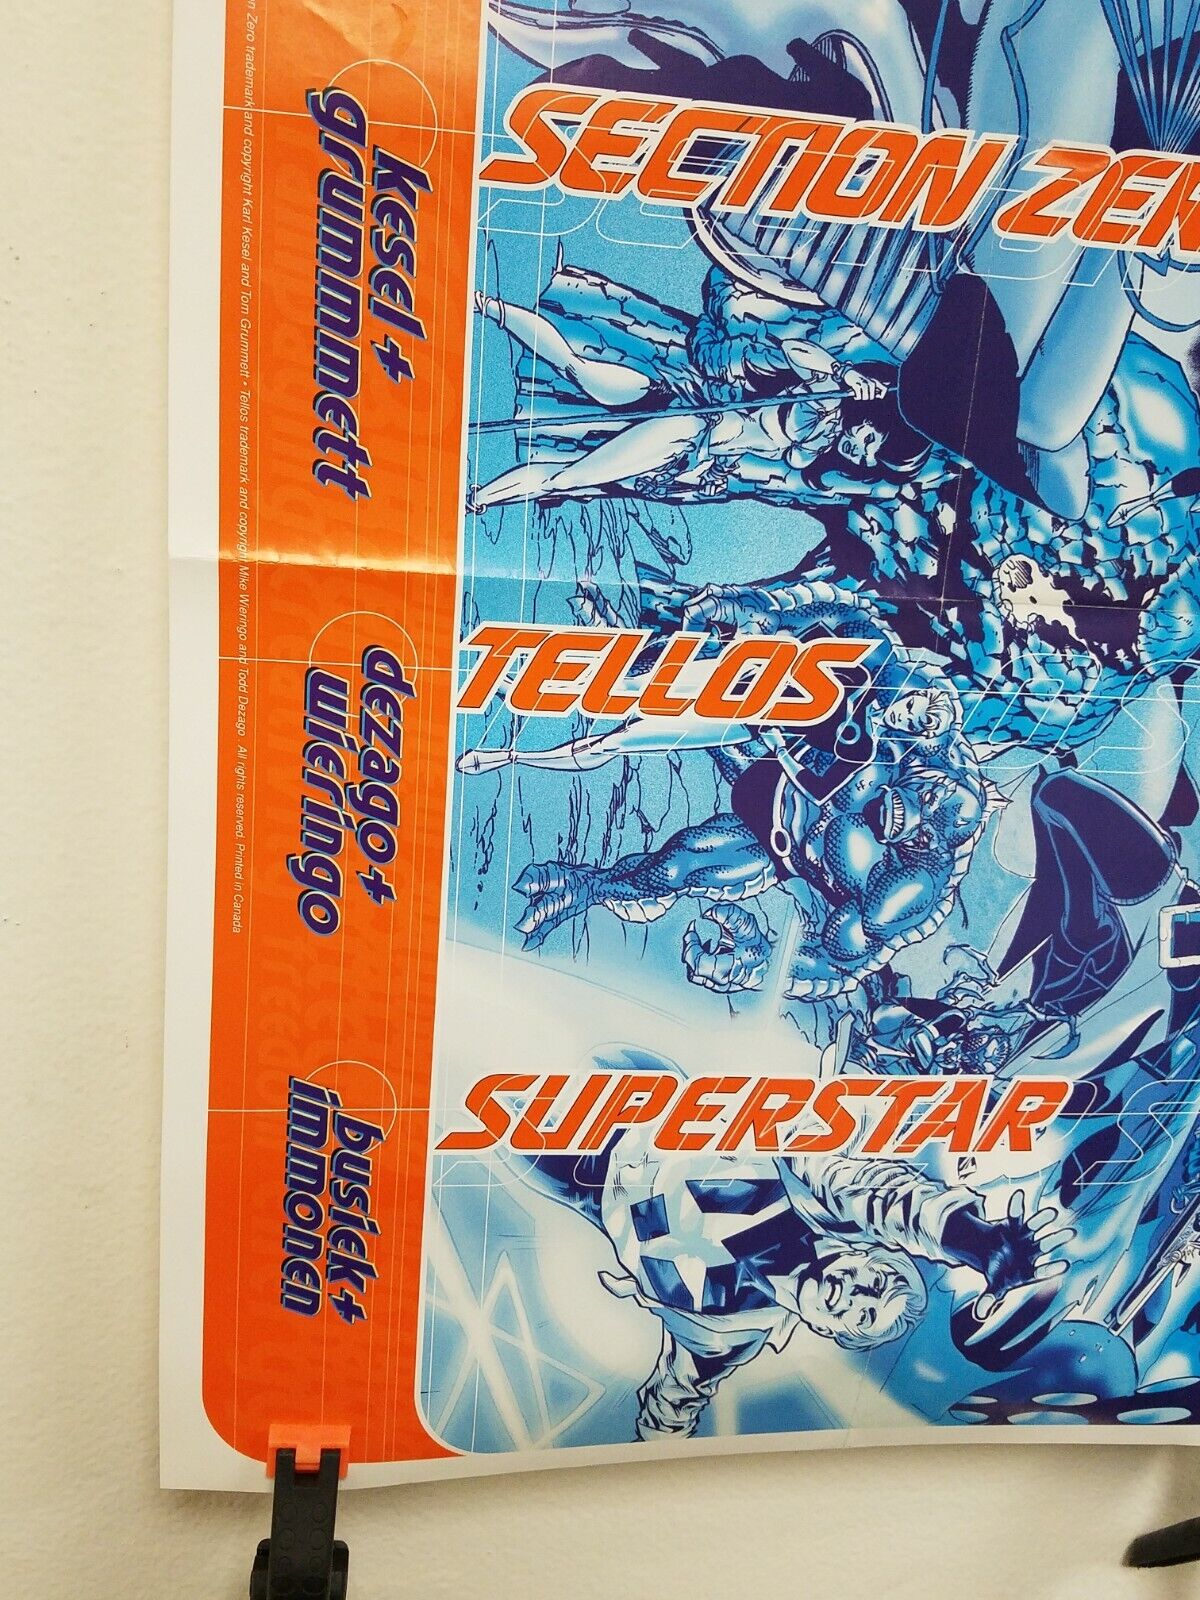 SECTION ZER
TELLOS
SUPERSTAR
kesel +
grummett
dezago +
wieringo
busiek +
immonen
n Zero trademark and copyright Karl Kesel and Tom Grummett • Tellos trademark and copyright Mike Wieringo and Todd Dezago. All rights reserved. Printed in Canada